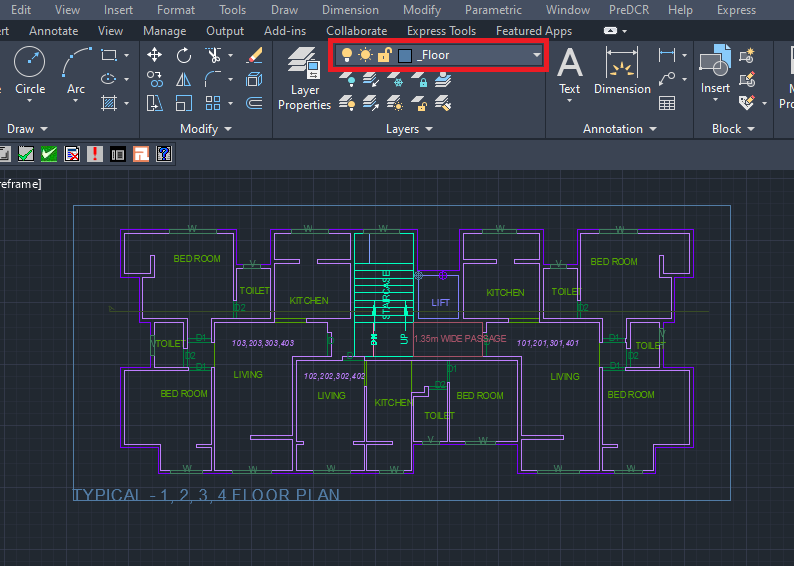 Edit View Insert Format Tools Draw Dimension Modify Parametric Window PreDCR Help Express
rt Annotate View Manage Output Add-ins Collaborate Express Tools Featured Apps
_Floor
Circle Arc
Layer
Properties
Text Dimension
Insert
Draw Modify Layers Annotation Block
reframe]
W W W W W
BED ROOM V V BED ROOM
TOILET KITCHEN STAIRCASE LIFT KITCHEN TOILET
D2 D2
DN UP
TOILET D1 103,203,303,403 D 1.35m WIDE PASSAGE 101,201,301,401 D1 TOILET
D2 D D2
D1 D1 D1
LIVING 102,202,302,402 LIVING
BED ROOM LIVING KITCHEN D2 BED ROOM BED ROOM
TOILET
V W
W W W W W W
TYPICAL - 1, 2, 3, 4 FLOOR PLAN